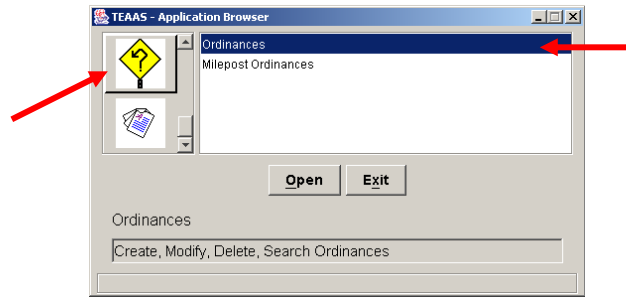 TEAAS - Application Browser
Ordinances
Milepost Ordinances
Open Exit
Ordinances
Create, Modify, Delete, Search Ordinances